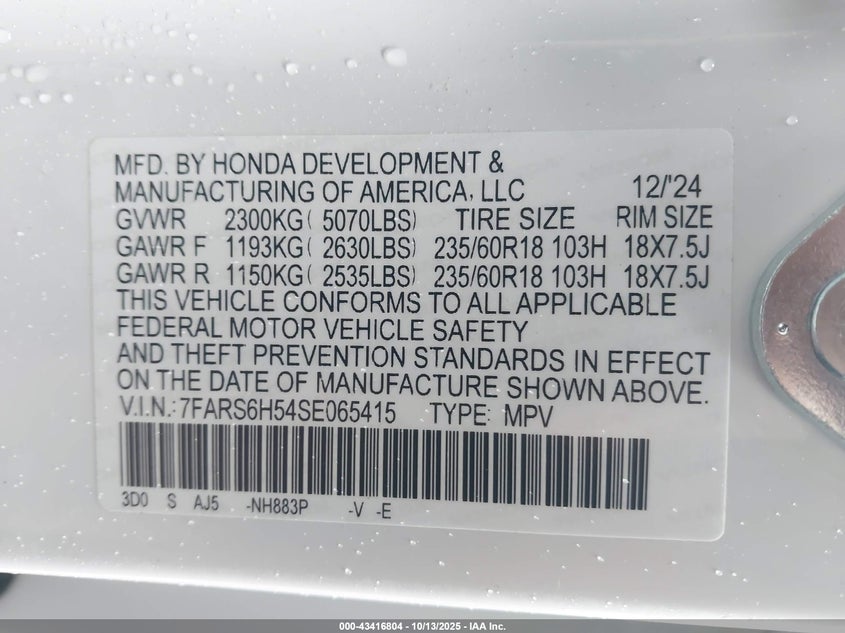 MFD. BY HONDA DEVELOPMENT &
MANUFACTURING OF AMERICA, LLC 12/'24
GVWR 2300KG( 5070LBS) TIRE SIZE RIM SIZE
GAWR F 1193KG( 2630LBS) 235/60R18 103H 18X7.5J
GAWR R 1150KG( 2535LBS) 235/60R18 103H 18X7.5J
THIS VEHICLE CONFORMS TO ALL APPLICABLE
FEDERAL MOTOR VEHICLE SAFETY
AND THEFT PREVENTION STANDARDS IN EFFECT
ON THE DATE OF MANUFACTURE SHOWN ABOVE.
V.I.N.:7FARS6H54SE065415 TYPE: MPV
3D0 S AJ5 -NH883P -V -E
000-43416804 - 10/13/2025 - IAA Inc.